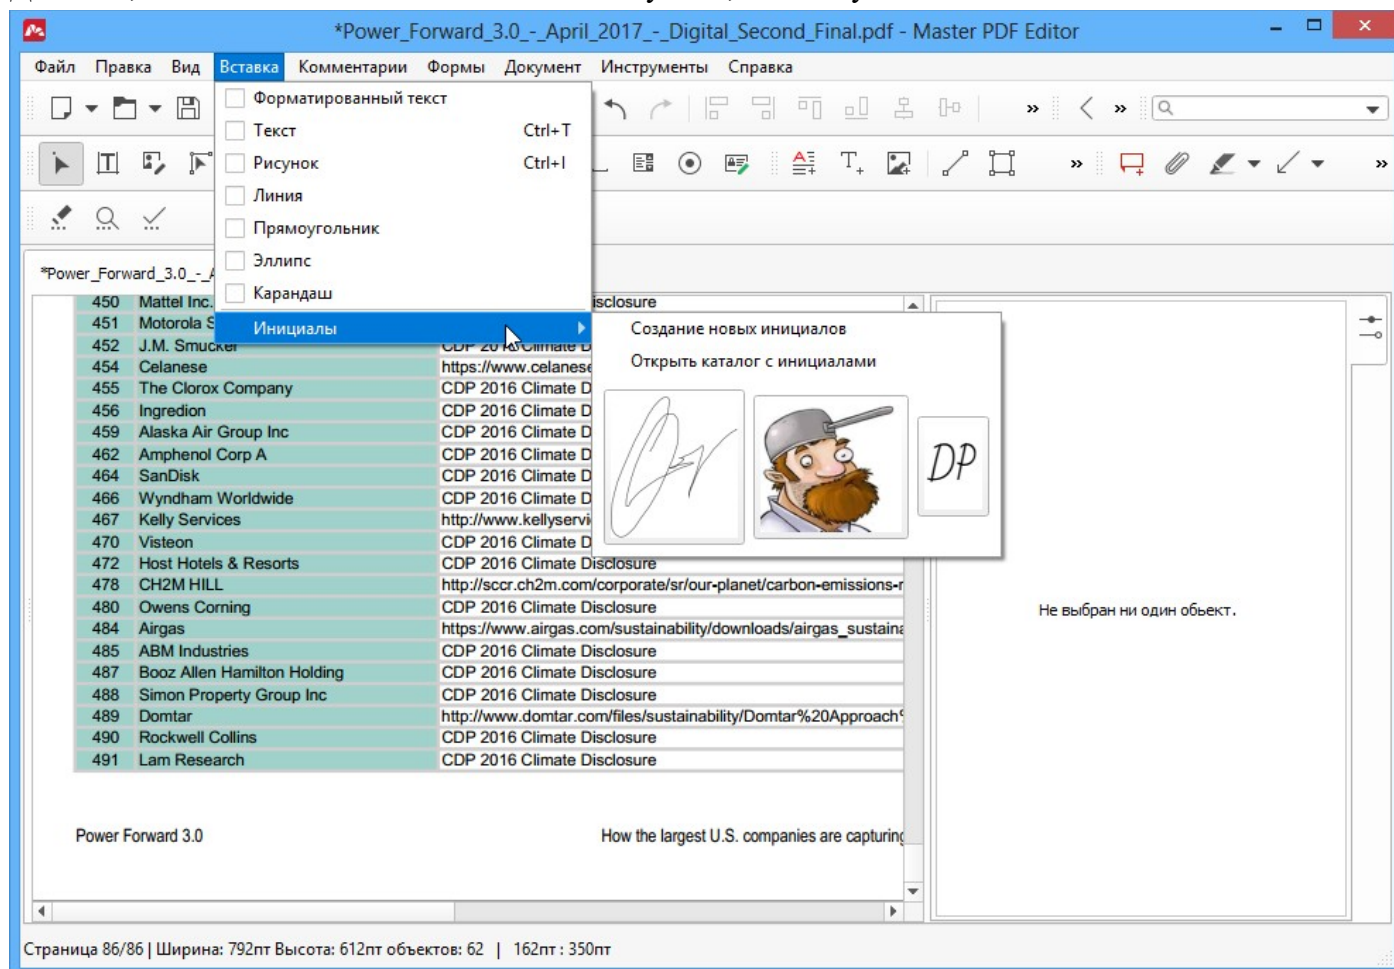 *Power_Forward_3.0_-_April_2017_-_Digital_Second_Final.pdf - Master PDF Editor
Файл Правка Вид Вставка Комментарии Формы Документ Инструменты Справка
Форматированный текст
Текст Ctrl+T
Рисунок Ctrl+I
Линия
Прямоугольник
Эллипс
Карандаш
Инициалы
Создание новых инициалов
Открыть каталог с инициалами
DP
*Power_Forward_3.0_-_
450 Mattel Inc. isclosure
451 Motorola S
452 J.M. Smucker CDP 2016 Climate D
454 Celanese https://www.celanese
455 The Clorox Company CDP 2016 Climate D
456 Ingredion CDP 2016 Climate D
459 Alaska Air Group Inc CDP 2016 Climate D
462 Amphenol Corp A CDP 2016 Climate D
464 SanDisk CDP 2016 Climate D
466 Wyndham Worldwide CDP 2016 Climate D
467 Kelly Services http://www.kellyservi
470 Visteon CDP 2016 Climate D
472 Host Hotels & Resorts CDP 2016 Climate Disclosure
478 CH2M HILL http://sccr.ch2m.com/corporate/sr/our-planet/carbon-emissions-r
480 Owens Corning CDP 2016 Climate Disclosure
484 Airgas https://www.airgas.com/sustainability/downloads/airgas_sustaina
485 ABM Industries CDP 2016 Climate Disclosure
487 Booz Allen Hamilton Holding CDP 2016 Climate Disclosure
488 Simon Property Group Inc CDP 2016 Climate Disclosure
489 Domtar http://www.domtar.com/files/sustainability/Domtar%20Approach%
490 Rockwell Collins CDP 2016 Climate Disclosure
491 Lam Research CDP 2016 Climate Disclosure
Power Forward 3.0 How the largest U.S. companies are capturing
Не выбран ни один объект.
Страница 86/86 | Ширина: 792пт Высота: 612пт объектов: 62 | 162пт : 350пт